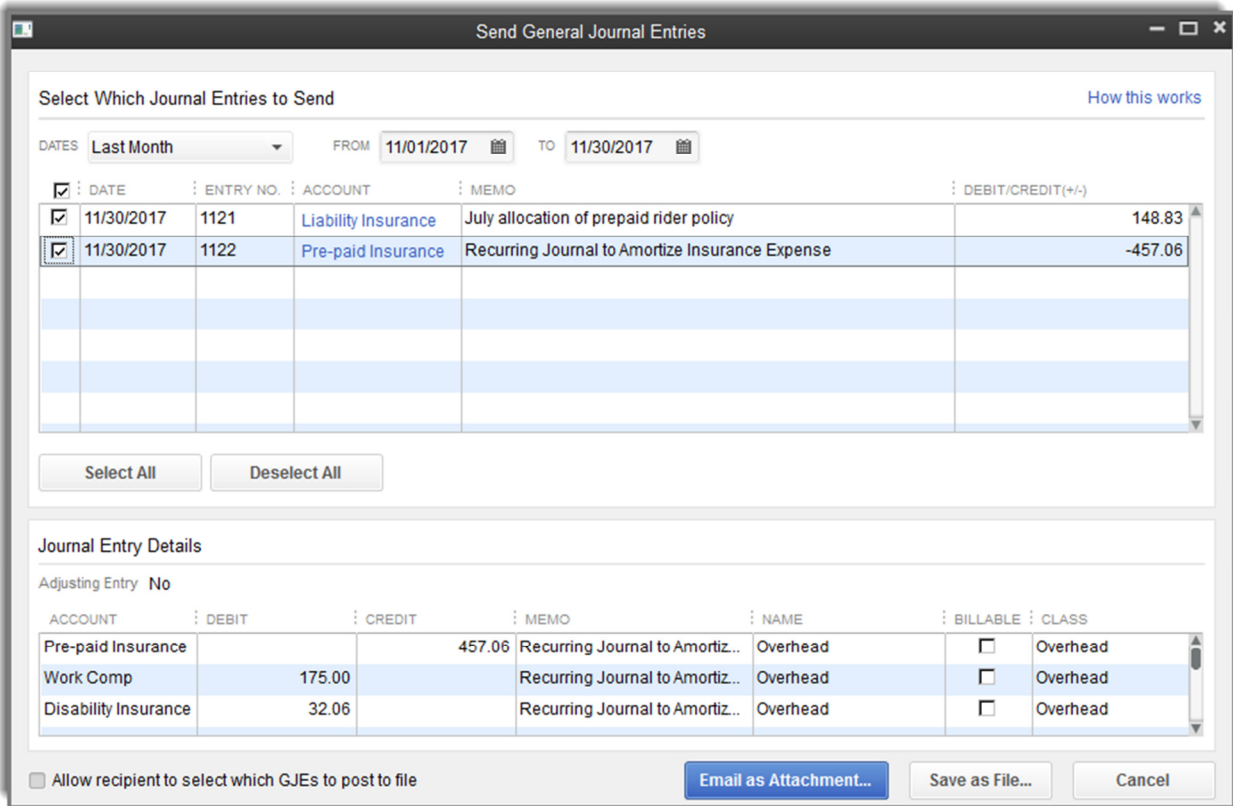 Send General Journal Entries
Select Which Journal Entries to Send How this works
DATES Last Month FROM 11/01/2017 TO 11/30/2017
DATE ENTRY NO. ACCOUNT MEMO DEBIT/CREDIT(+/-)
11/30/2017 1121 Liability Insurance July allocation of prepaid rider policy 148.83
11/30/2017 1122 Pre-paid Insurance Recurring Journal to Amortize Insurance Expense -457.06
Select All Deselect All
Journal Entry Details
Adjusting Entry No
ACCOUNT DEBIT CREDIT MEMO NAME BILLABLE CLASS
Pre-paid Insurance 457.06 Recurring Journal to Amortiz... Overhead Overhead
Work Comp 175.00 Recurring Journal to Amortiz... Overhead Overhead
Disability Insurance 32.06 Recurring Journal to Amortiz... Overhead Overhead
Allow recipient to select which GJEs to post to file Email as Attachment... Save as File... Cancel